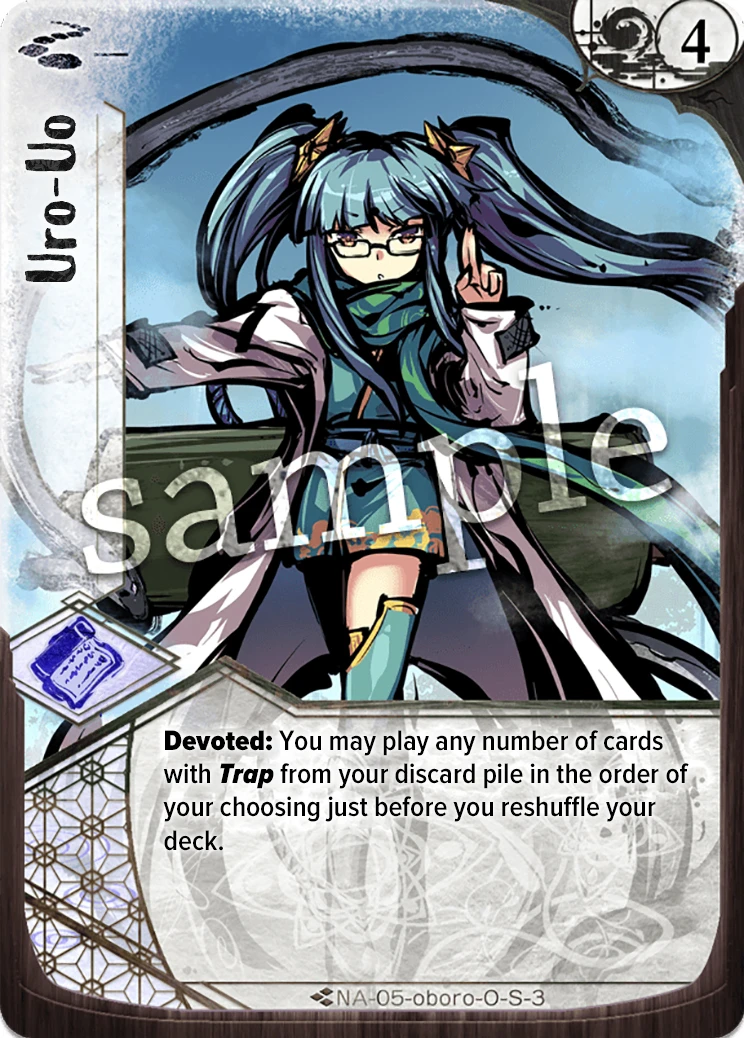 4
Uro-Uo
sample
Devoted: You may play any number of cards
with Trap from your discard pile in the order of
your choosing just before you reshuffle your
deck.
NA-05-oboro-O-S-3